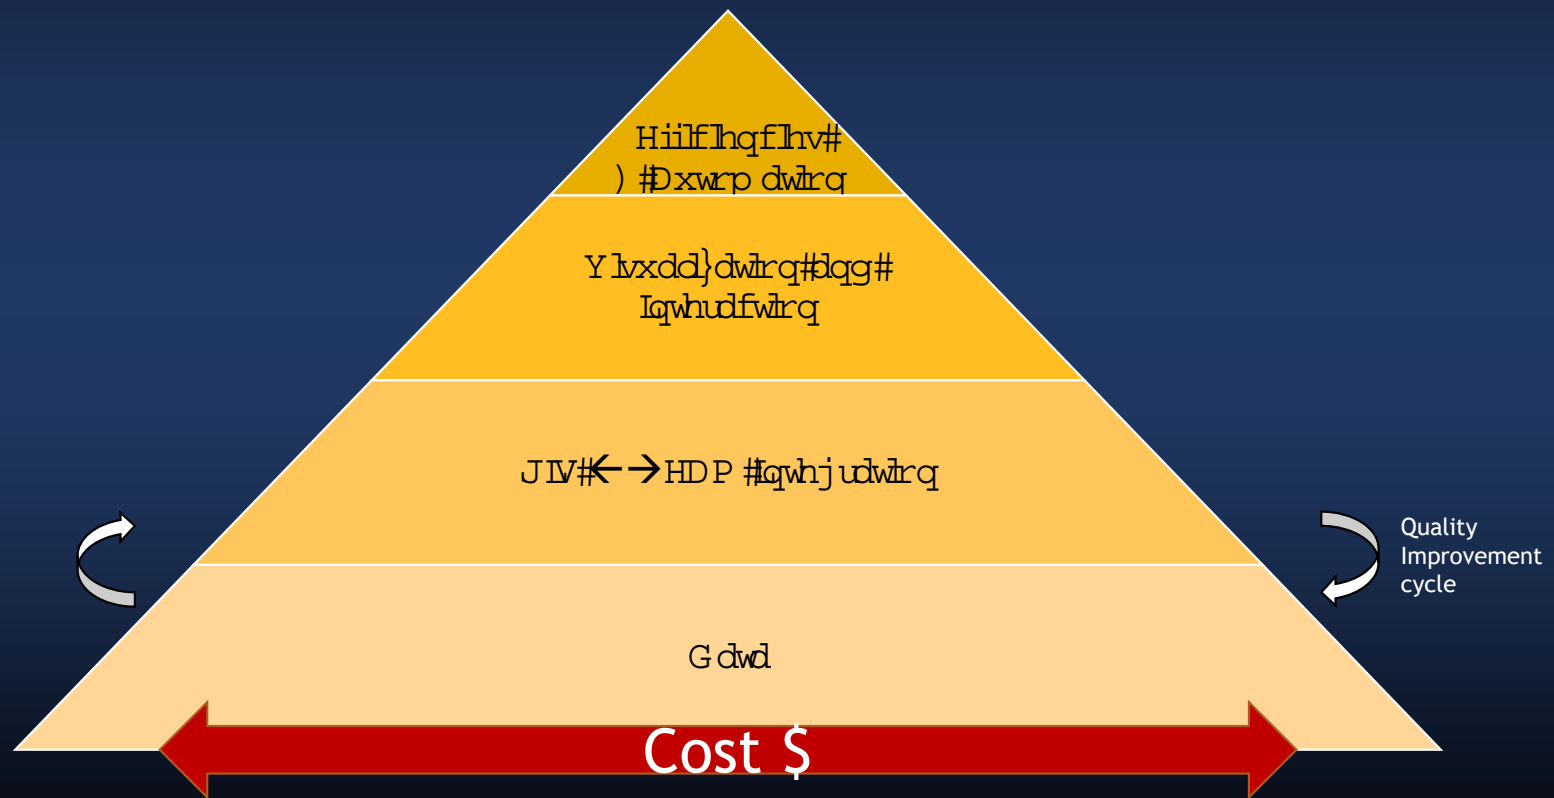 Hiilflhqflhv#
)#Dxwrpdwlrq
Ylvxdol}dwlrq#dqg#
Lqwhudfwlrq
JLV#←→HDP#Lqwhjudwlrq
Quality
Improvement
cycle
Gdwd
Cost $